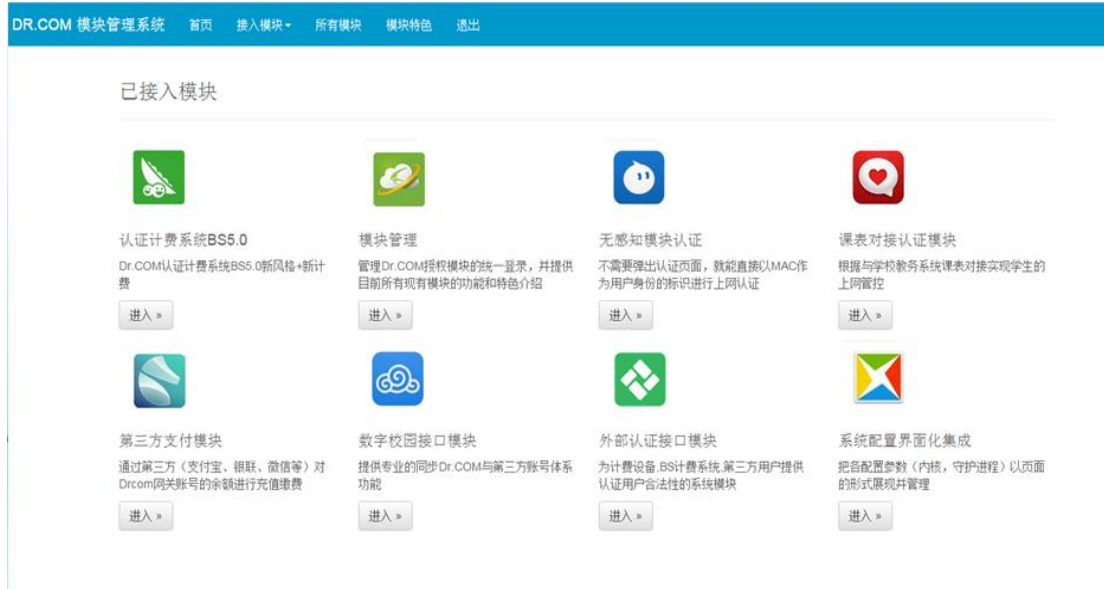 DR.COM 模块管理系统 首页 接入模块 所有模块 模块特色 退出
已接入模块
认证计费系统BS5.0
Dr.COM认证计费系统BS5.0新风格+新计
费
进入 »
模块管理
管理Dr.COM授权模块的统一登录，并提供
目前所有现有模块的功能和特色介绍
进入 »
无感知模块认证
不需要弹出认证页面，就能直接以MAC作
为用户身份的标识进行上网认证
进入 »
课表对接认证模块
根据与学校教务系统课表对接实现学生的
上网管控
进入 »
第三方支付模块
通过第三方（支付宝、银联、微信等）对
Drcom网关账号的余额进行充值缴费
进入 »
数字校园接口模块
提供专业的同步Dr.COM与第三方账号体系
功能
进入 »
外部认证接口模块
为计费设备,BS计费系统,第三方用户提供
认证用户合法性的系统模块
进入 »
系统配置界面化集成
把各配置参数（内核，守护进程）以页面
的形式展现并管理
进入 »